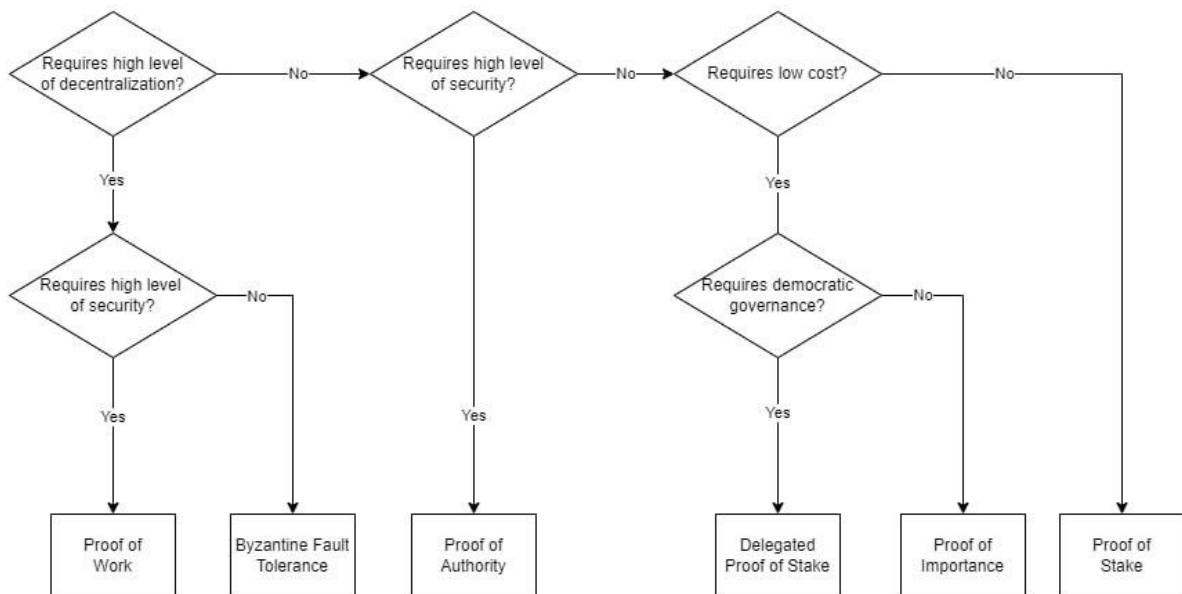 Requires high level
of decentralization?
No
Requires high level
of security?
No
Requires low cost?
No
Yes
Yes
Requires high level
of security?
No
Requires democratic
governance?
No
Yes
Yes
Yes
Proof of
Work
Byzantine Fault
Tolerance
Proof of
Authority
Delegated
Proof of Stake
Proof of
Importance
Proof of
Stake